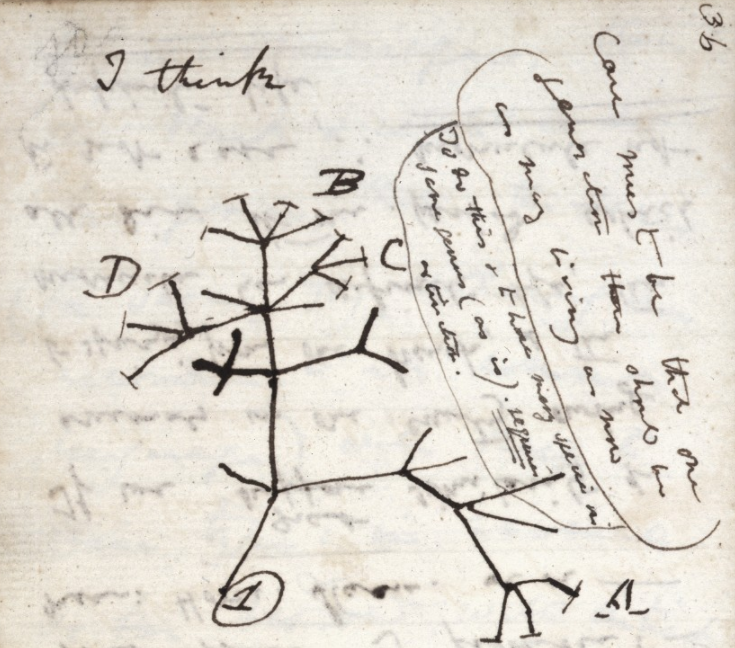 36
I think
Case must be that one
generation then should be
as many living as now
To do this & to have many species in
same genus (as is). requires
extinction.
B
C
D
A
1